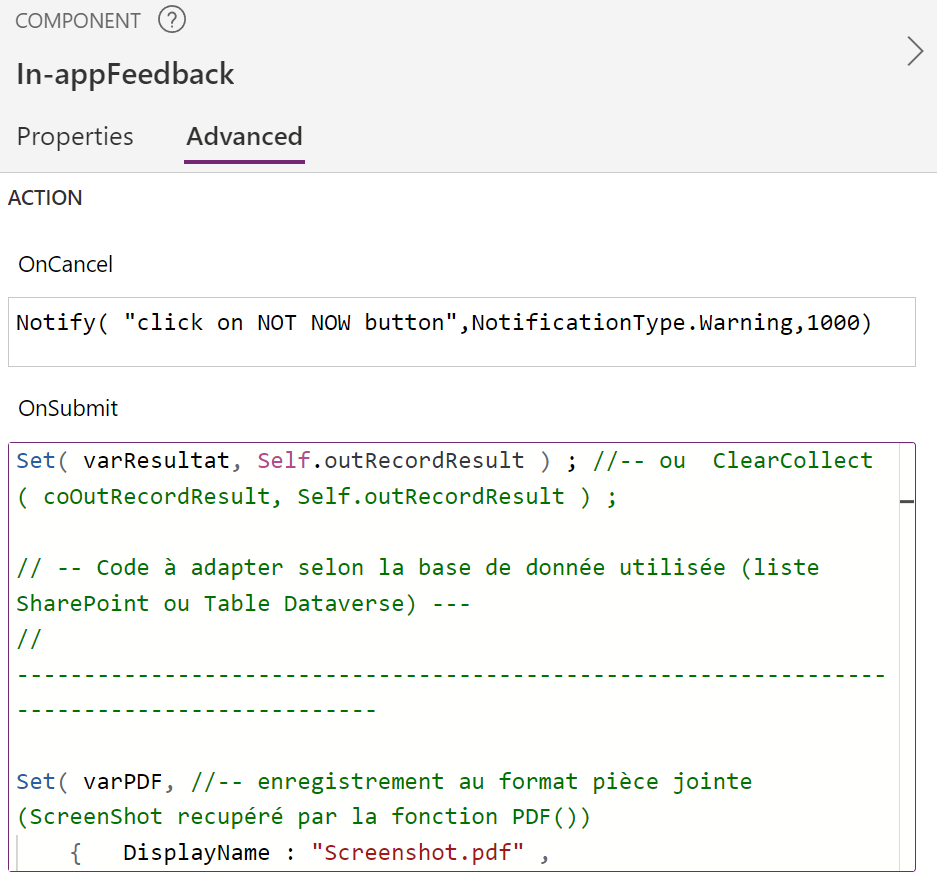 COMPONENT ?
In-appFeedback
Properties Advanced
ACTION
OnCancel
Notify( "click on NOT NOW button",NotificationType.Warning,1000)
OnSubmit
Set( varResultat, Self.outRecordResult ) ; //-- ou  ClearCollect
( coOutRecordResult, Self.outRecordResult ) ;
// -- Code à adapter selon la base de donnée utilisée (liste
SharePoint ou Table Dataverse) ---
//
-----------------------------------------------------------------
---------------------------
Set( varPDF, //-- enregistrement au format pièce jointe
(ScreenShot recupéré par la fonction PDF())
{   DisplayName : "Screenshot.pdf" ,